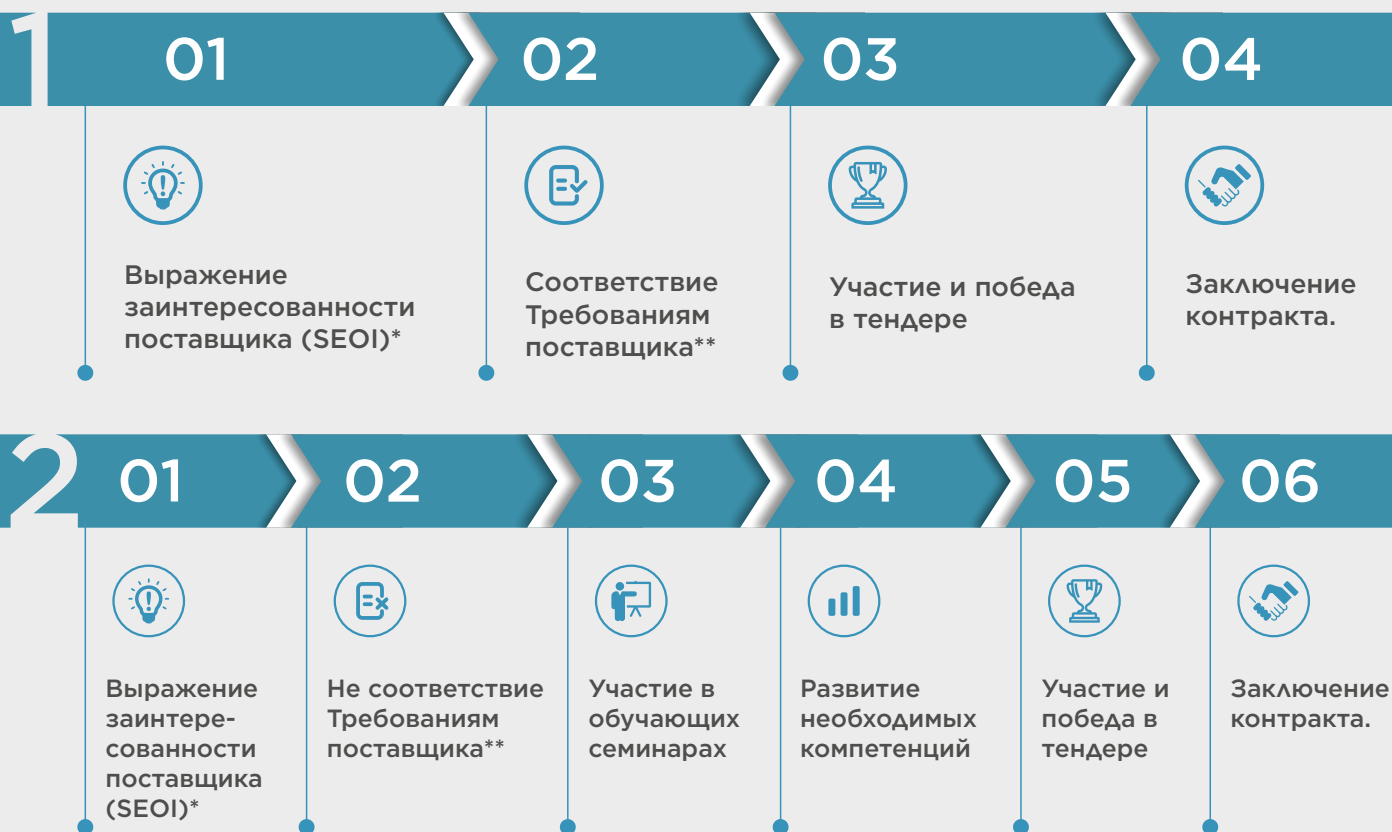 1
01
02
03
04
Выражение
заинтересованности
поставщика (SEOI)*
Соответствие
Требованиям
поставщика**
Участие и победа
в тендере
Заключение
контракта.
2
01
02
03
04
05
06
Выражение
заинтере-
сованности
поставщика
(SEOI)*
Не соответствие
Требованиям
поставщика**
Участие в
обучающих
семинарах
Развитие
необходимых
компетенций
Участие и
победа в
тендере
Заключение
контракта.